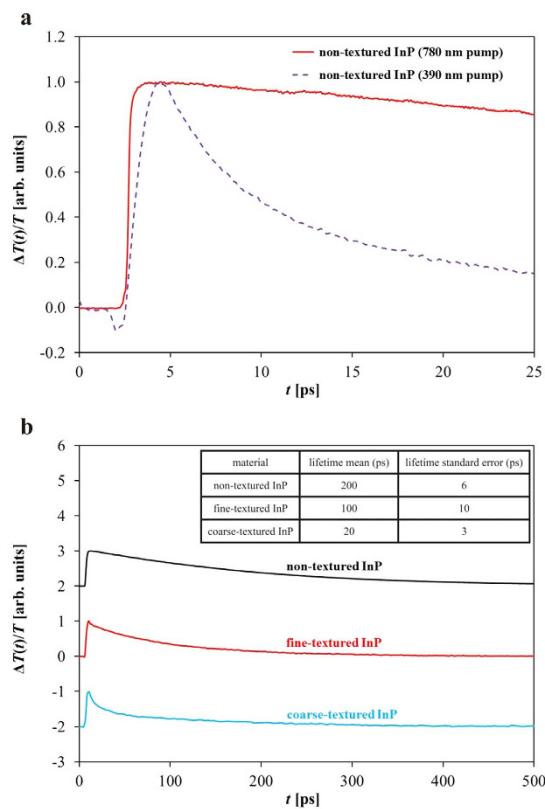 a
1.2
1.0
0.8
0.6
0.4
0.2
0.0
-0.2
ΔT(t)/T [arb. units]
non-textured InP (780 nm pump)
non-textured InP (390 nm pump)
0 5 10 15 20 25
t [ps]
b
6
5
4
3
2
1
0
-1
-2
-3
ΔT(t)/T [arb. units]
material lifetime mean (ps) lifetime standard error (ps)
non-textured InP 200 6
fine-textured InP 100 10
coarse-textured InP 20 3
non-textured InP
fine-textured InP
coarse-textured InP
0 100 200 300 400 500
t [ps]